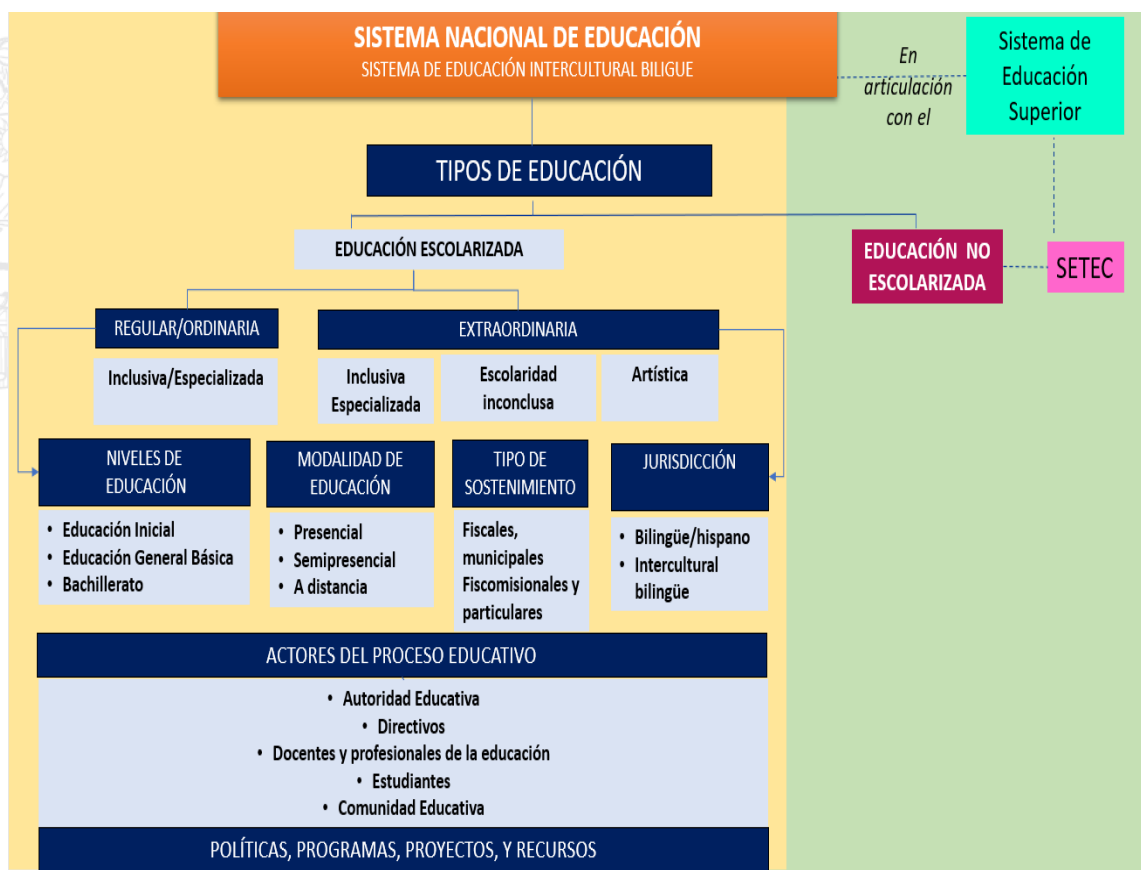 SISTEMA NACIONAL DE EDUCACIÓN
SISTEMA DE EDUCACIÓN INTERCULTURAL BILIGUE
En
articulación
con el
Sistema de
Educación
Superior
TIPOS DE EDUCACIÓN
EDUCACIÓN ESCOLARIZADA
EDUCACIÓN NO
ESCOLARIZADA
SETEC
REGULAR/ORDINARIA
Inclusiva/Especializada
EXTRAORDINARIA
Inclusiva
Especializada
Escolaridad
inconclusa
Artística
NIVELES DE
EDUCACIÓN
• Educación Inicial
• Educación General Básica
• Bachillerato
MODALIDAD DE
EDUCACIÓN
• Presencial
• Semipresencial
• A distancia
TIPO DE
SOSTENIMIENTO
Fiscales,
municipales
Fiscomisionales y
particulares
JURISDICCIÓN
• Bilingüe/hispano
• Intercultural
bilingüe
ACTORES DEL PROCESO EDUCATIVO
• Autoridad Educativa
• Directivos
• Docentes y profesionales de la educación
• Estudiantes
• Comunidad Educativa
POLÍTICAS, PROGRAMAS, PROYECTOS, Y RECURSOS